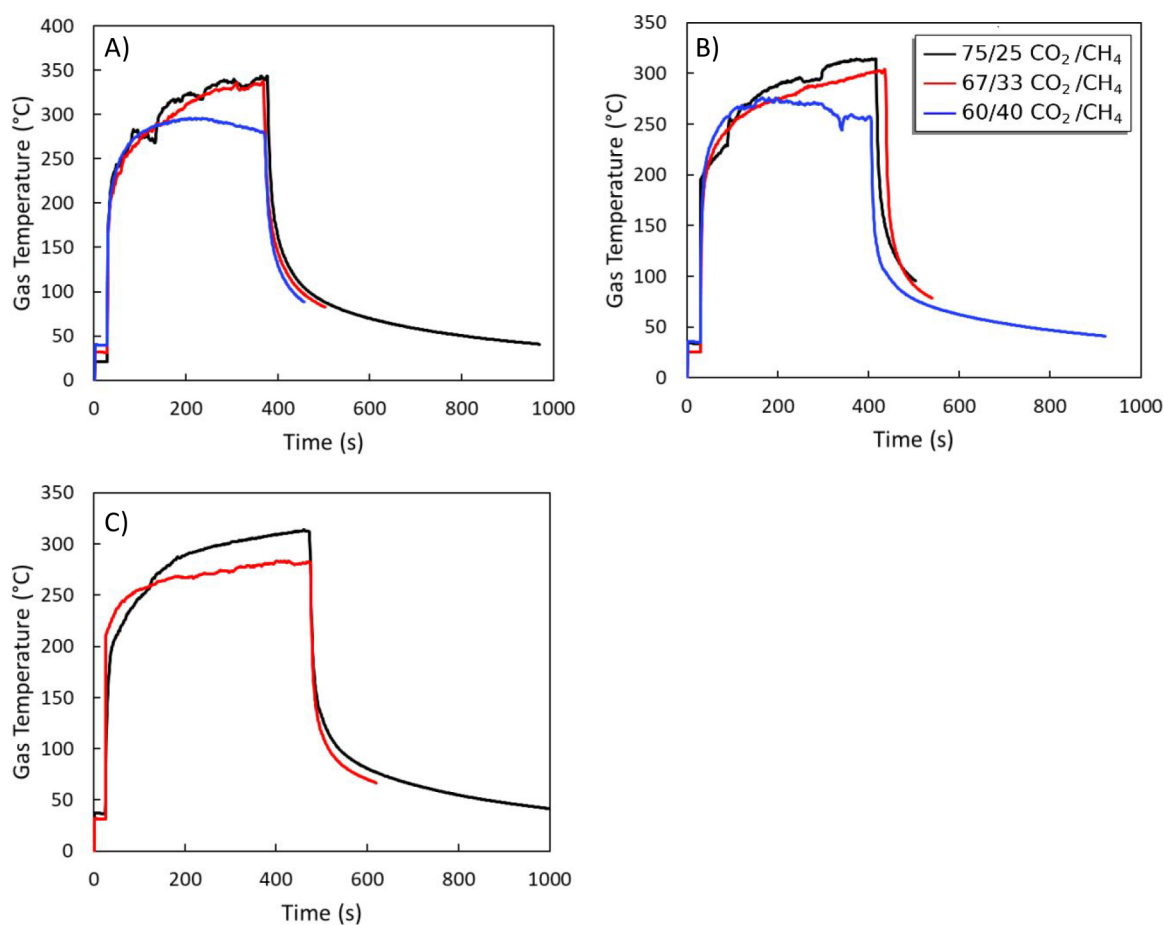 A)
400
350
300
250
200
150
100
50
0
Gas Temperature (°C)
0 200 400 600 800 1000
Time (s)
B)
350
300
250
200
150
100
50
0
Gas Temperature (°C)
0 200 400 600 800 1000
Time (s)
75/25 CO₂ /CH₄
67/33 CO₂ /CH₄
60/40 CO₂ /CH₄
C)
350
300
250
200
150
100
50
0
Gas Temperature (°C)
0 200 400 600 800 1000
Time (s)